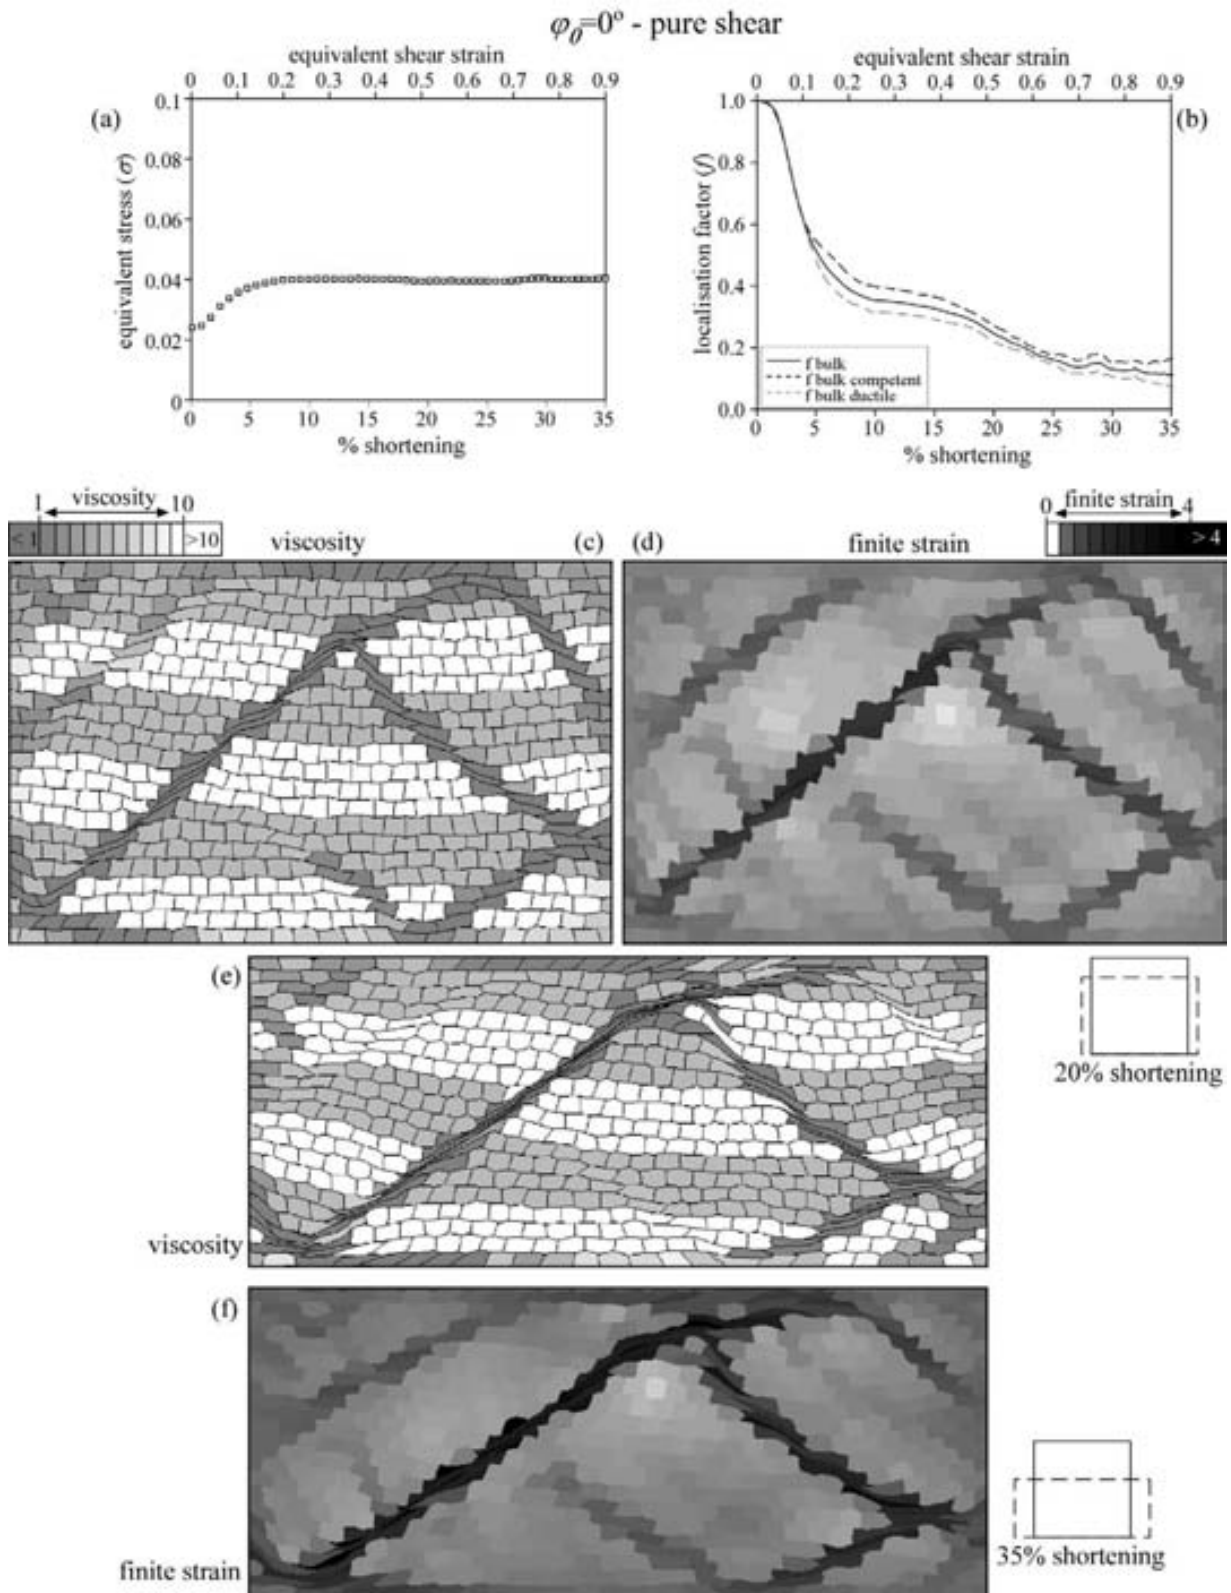 φ0=0º - pure shear
(a)
equivalent shear strain
0 0.1 0.2 0.3 0.4 0.5 0.6 0.7 0.8 0.9
equivalent stress (σ)
0.1
0.08
0.06
0.04
0.02
0
0 5 10 15 20 25 30 35
% shortening
(b)
equivalent shear strain
0 0.1 0.2 0.3 0.4 0.5 0.6 0.7 0.8 0.9
localisation factor (f)
1.0
0.8
0.6
0.4
0.2
0.0
f bulk
f bulk competent
f bulk ductile
0 5 10 15 20 25 30 35
% shortening
1 viscosity 10
< 1 >10
viscosity (c)
(d) finite strain
0 finite strain 4
> 4
(e)
viscosity
20% shortening
(f)
finite strain
35% shortening